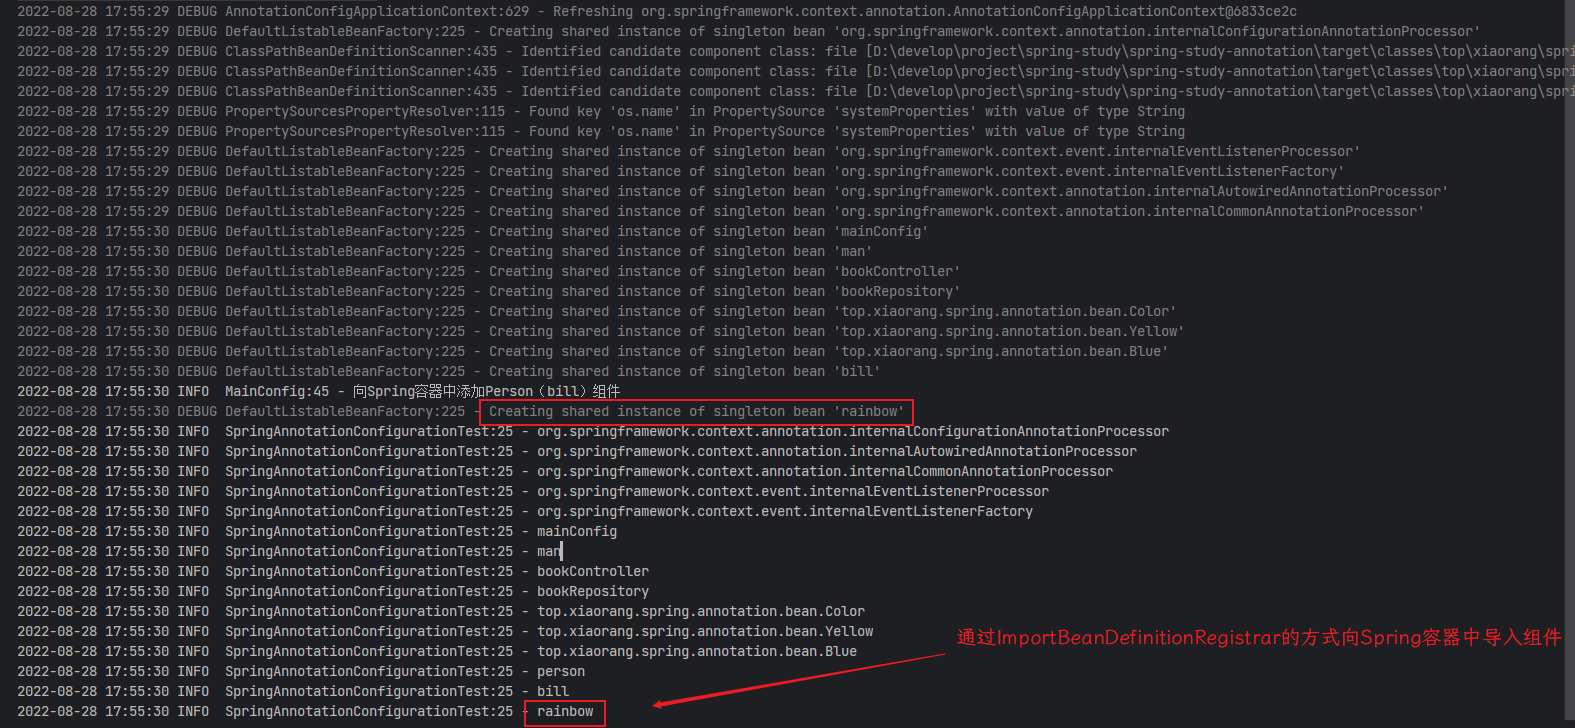 2022-08-28 17:55:29 DEBUG AnnotationConfigApplicationContext:629 - Refreshing org.springframework.context.annotation.AnnotationConfigApplicationContext@6833ce2c
2022-08-28 17:55:29 DEBUG DefaultListableBeanFactory:225 - Creating shared instance of singleton bean 'org.springframework.context.annotation.internalConfigurationAnnotationProcessor'
2022-08-28 17:55:29 DEBUG ClassPathBeanDefinitionScanner:435 - Identified candidate component class: file [D:\develop\project\spring-study\spring-study-annotation\target\classes\top\xiaorang\spri
2022-08-28 17:55:29 DEBUG ClassPathBeanDefinitionScanner:435 - Identified candidate component class: file [D:\develop\project\spring-study\spring-study-annotation\target\classes\top\xiaorang\spri
2022-08-28 17:55:29 DEBUG ClassPathBeanDefinitionScanner:435 - Identified candidate component class: file [D:\develop\project\spring-study\spring-study-annotation\target\classes\top\xiaorang\spri
2022-08-28 17:55:29 DEBUG PropertySourcesPropertyResolver:115 - Found key 'os.name' in PropertySource 'systemProperties' with value of type String
2022-08-28 17:55:29 DEBUG PropertySourcesPropertyResolver:115 - Found key 'os.name' in PropertySource 'systemProperties' with value of type String
2022-08-28 17:55:29 DEBUG DefaultListableBeanFactory:225 - Creating shared instance of singleton bean 'org.springframework.context.event.internalEventListenerProcessor'
2022-08-28 17:55:29 DEBUG DefaultListableBeanFactory:225 - Creating shared instance of singleton bean 'org.springframework.context.event.internalEventListenerFactory'
2022-08-28 17:55:29 DEBUG DefaultListableBeanFactory:225 - Creating shared instance of singleton bean 'org.springframework.context.annotation.internalAutowiredAnnotationProcessor'
2022-08-28 17:55:29 DEBUG DefaultListableBeanFactory:225 - Creating shared instance of singleton bean 'org.springframework.context.annotation.internalCommonAnnotationProcessor'
2022-08-28 17:55:30 DEBUG DefaultListableBeanFactory:225 - Creating shared instance of singleton bean 'mainConfig'
2022-08-28 17:55:30 DEBUG DefaultListableBeanFactory:225 - Creating shared instance of singleton bean 'man'
2022-08-28 17:55:30 DEBUG DefaultListableBeanFactory:225 - Creating shared instance of singleton bean 'bookController'
2022-08-28 17:55:30 DEBUG DefaultListableBeanFactory:225 - Creating shared instance of singleton bean 'bookRepository'
2022-08-28 17:55:30 DEBUG DefaultListableBeanFactory:225 - Creating shared instance of singleton bean 'top.xiaorang.spring.annotation.bean.Color'
2022-08-28 17:55:30 DEBUG DefaultListableBeanFactory:225 - Creating shared instance of singleton bean 'top.xiaorang.spring.annotation.bean.Yellow'
2022-08-28 17:55:30 DEBUG DefaultListableBeanFactory:225 - Creating shared instance of singleton bean 'top.xiaorang.spring.annotation.bean.Blue'
2022-08-28 17:55:30 DEBUG DefaultListableBeanFactory:225 - Creating shared instance of singleton bean 'bill'
2022-08-28 17:55:30 INFO  MainConfig:45 - 向Spring容器中添加Person（bill）组件
2022-08-28 17:55:30 DEBUG DefaultListableBeanFactory:225 - Creating shared instance of singleton bean 'rainbow'
2022-08-28 17:55:30 INFO  SpringAnnotationConfigurationTest:25 - org.springframework.context.annotation.internalConfigurationAnnotationProcessor
2022-08-28 17:55:30 INFO  SpringAnnotationConfigurationTest:25 - org.springframework.context.annotation.internalAutowiredAnnotationProcessor
2022-08-28 17:55:30 INFO  SpringAnnotationConfigurationTest:25 - org.springframework.context.annotation.internalCommonAnnotationProcessor
2022-08-28 17:55:30 INFO  SpringAnnotationConfigurationTest:25 - org.springframework.context.event.internalEventListenerProcessor
2022-08-28 17:55:30 INFO  SpringAnnotationConfigurationTest:25 - org.springframework.context.event.internalEventListenerFactory
2022-08-28 17:55:30 INFO  SpringAnnotationConfigurationTest:25 - mainConfig
2022-08-28 17:55:30 INFO  SpringAnnotationConfigurationTest:25 - man
2022-08-28 17:55:30 INFO  SpringAnnotationConfigurationTest:25 - bookController
2022-08-28 17:55:30 INFO  SpringAnnotationConfigurationTest:25 - bookRepository
2022-08-28 17:55:30 INFO  SpringAnnotationConfigurationTest:25 - top.xiaorang.spring.annotation.bean.Color
2022-08-28 17:55:30 INFO  SpringAnnotationConfigurationTest:25 - top.xiaorang.spring.annotation.bean.Yellow
通过ImportBeanDefinitionRegistrar的方式向Spring容器中导入组件
2022-08-28 17:55:30 INFO  SpringAnnotationConfigurationTest:25 - top.xiaorang.spring.annotation.bean.Blue
2022-08-28 17:55:30 INFO  SpringAnnotationConfigurationTest:25 - person
2022-08-28 17:55:30 INFO  SpringAnnotationConfigurationTest:25 - bill
2022-08-28 17:55:30 INFO  SpringAnnotationConfigurationTest:25 - rainbow